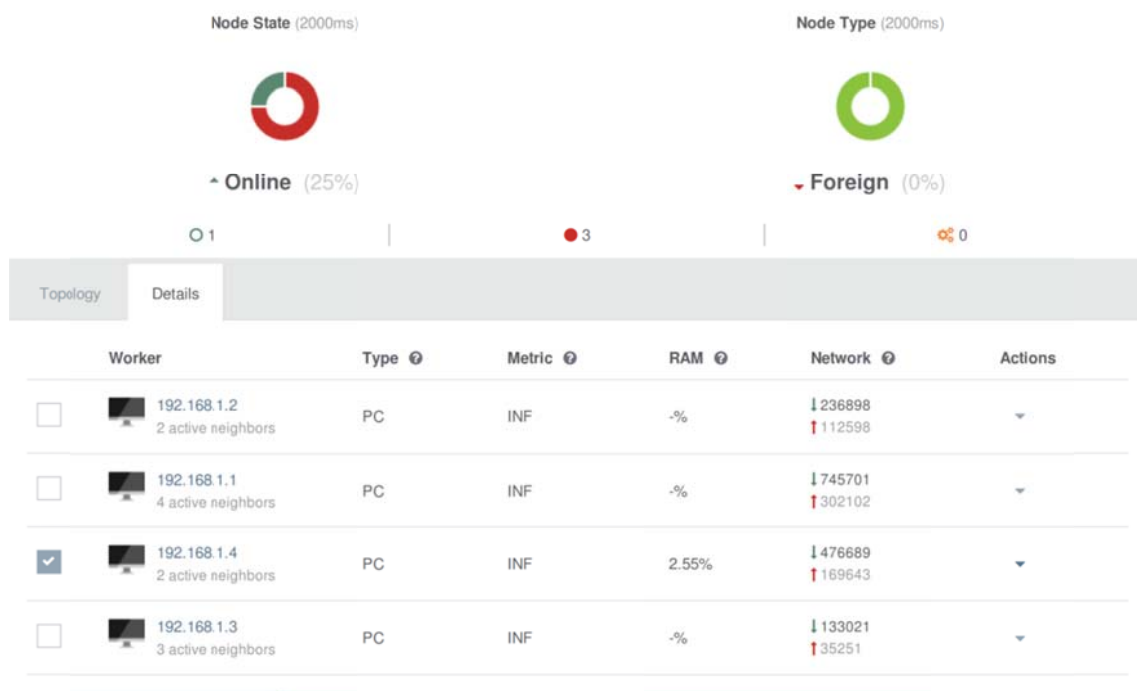 Node State (2000ms)
Node Type (2000ms)
Online (25%)
Foreign (0%)
1
3
0
Topology
Details
Worker Type Metric RAM Network Actions
192.168.1.2
2 active neighbors
PC INF -%
236898
112598
192.168.1.1
4 active neighbors
PC INF -%
745701
302102
192.168.1.4
2 active neighbors
PC INF 2.55%
476689
169643
192.168.1.3
3 active neighbors
PC INF -%
133021
35251